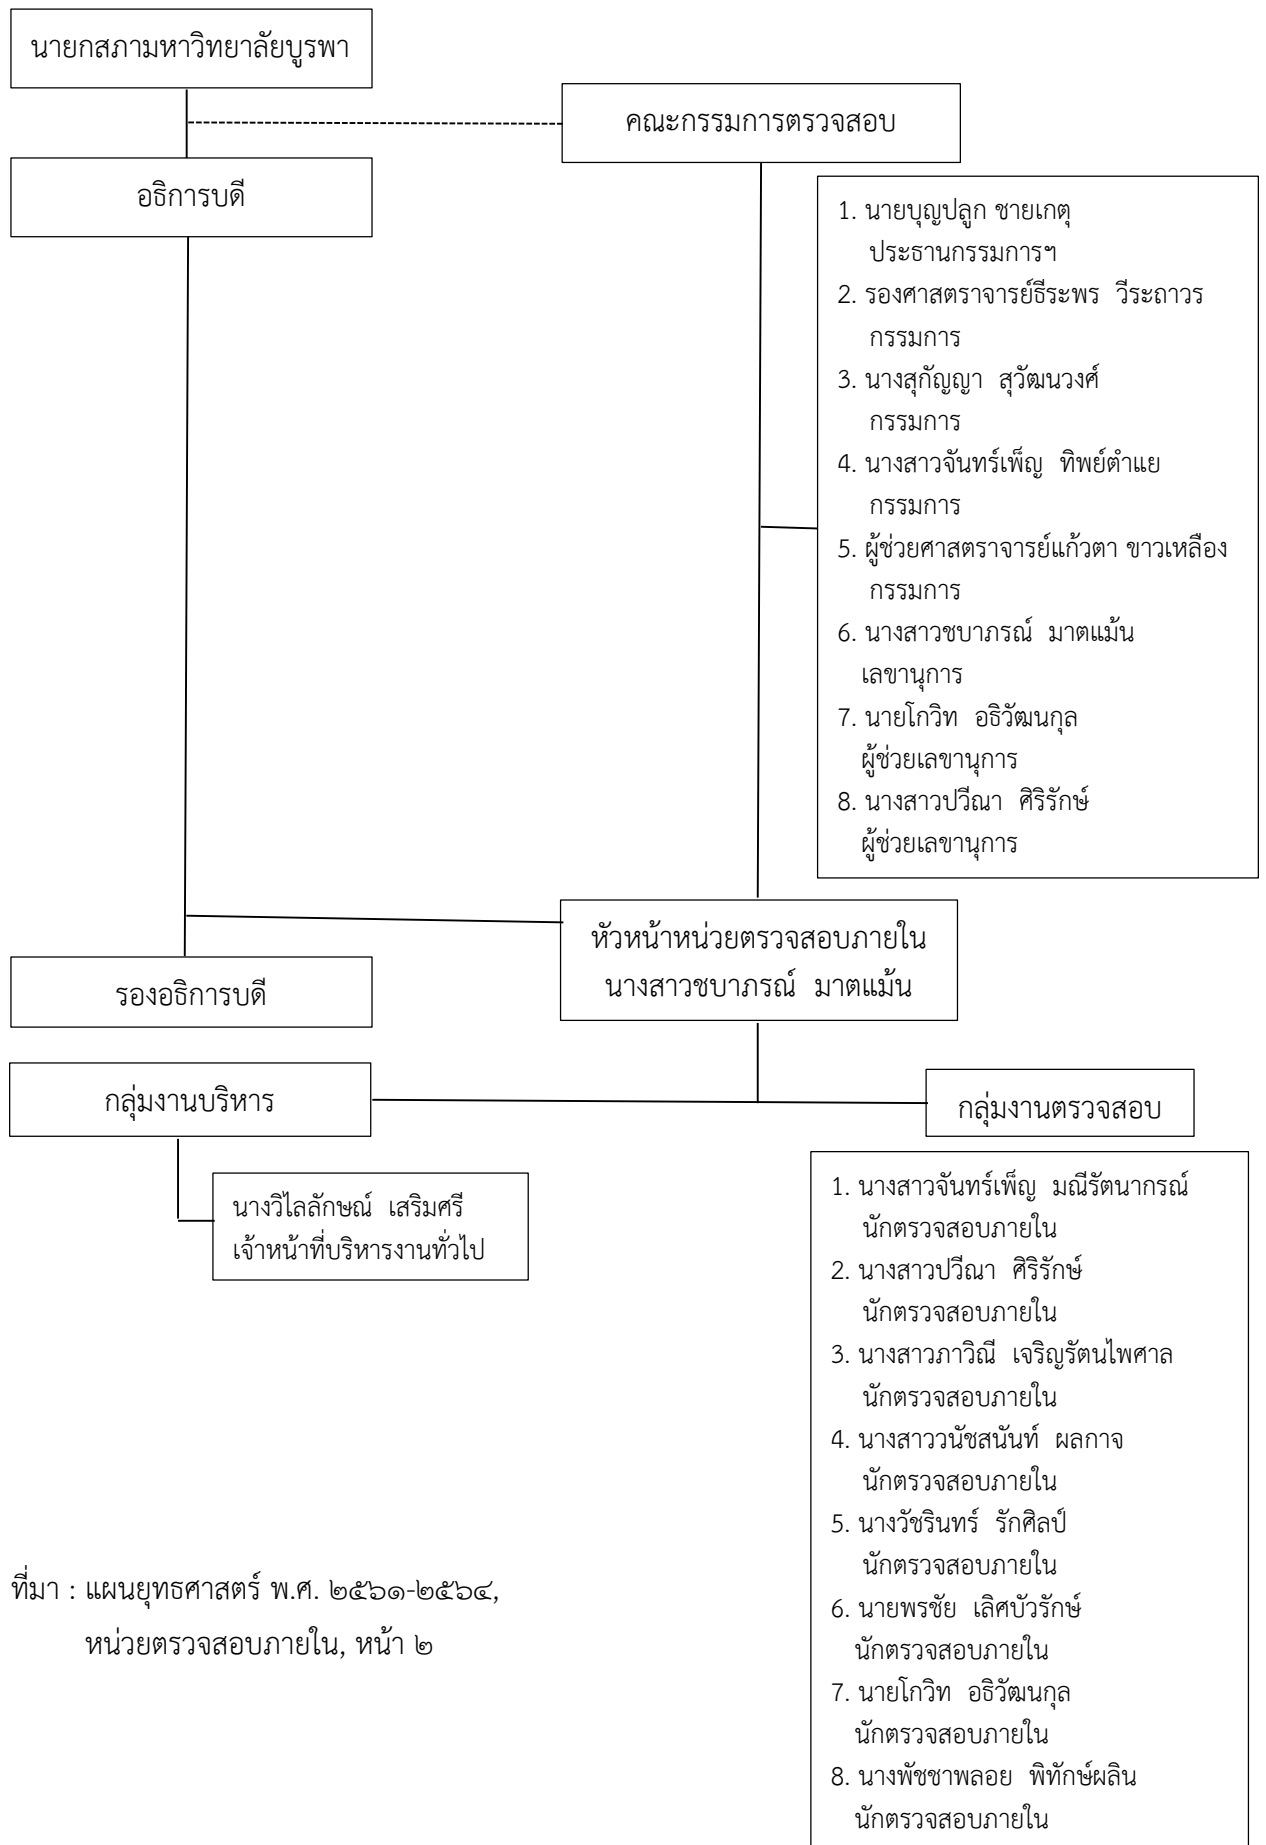 นายกสภามหาวิทยาลัยบูรพา
คณะกรรมการตรวจสอบ
อธิการบดี
1. นายบุญปลูก ชายเกตุ
ประธานกรรมการฯ
2. รองศาสตราจารย์ธีระพร วีระถาวร
กรรมการ
3. นางสุกัญญา สุวัฒนวงศ์
กรรมการ
4. นางสาวจันทร์เพ็ญ ทิพย์ตำแย
กรรมการ
5. ผู้ช่วยศาสตราจารย์แก้วตา ขาวเหลือง
กรรมการ
6. นางสาวชบาภรณ์ มาตแม้น
เลขานุการ
7. นายโกวิท อธิวัฒนกุล
ผู้ช่วยเลขานุการ
8. นางสาวปวีณา ศิริรักษ์
ผู้ช่วยเลขานุการ
หัวหน้าหน่วยตรวจสอบภายใน
นางสาวชบาภรณ์ มาตแม้น
รองอธิการบดี
กลุ่มงานบริหาร
กลุ่มงานตรวจสอบ
นางวิไลลักษณ์ เสริมศรี
เจ้าหน้าที่บริหารงานทั่วไป
1. นางสาวจันทร์เพ็ญ มณีรัตนากรณ์
นักตรวจสอบภายใน
2. นางสาวปวีณา ศิริรักษ์
นักตรวจสอบภายใน
3. นางสาวภาวิณี เจริญรัตนไพศาล
นักตรวจสอบภายใน
4. นางสาววนัชสนันท์ ผลกาจ
นักตรวจสอบภายใน
5. นางวัชรินทร์ รักศิลป์
นักตรวจสอบภายใน
6. นายพรชัย เลิศบัวรักษ์
นักตรวจสอบภายใน
7. นายโกวิท อธิวัฒนกุล
นักตรวจสอบภายใน
8. นางพัชชาพลอย พิทักษ์ผลิน
นักตรวจสอบภายใน
ที่มา : แผนยุทธศาสตร์ พ.ศ. ๒๕๖๑-๒๕๖๔,
หน่วยตรวจสอบภายใน, หน้า ๒